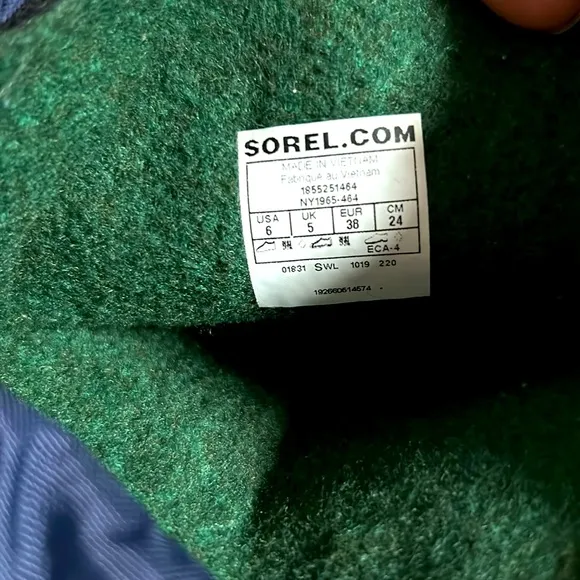 SOREL.COM
MADE IN VIETNAM
Fabriqué au Vietnam
1855251464
NY1965-464
USA UK EUR CM
6 5 38 24
ECA-4
01831 SWL 1019 220
192660514574